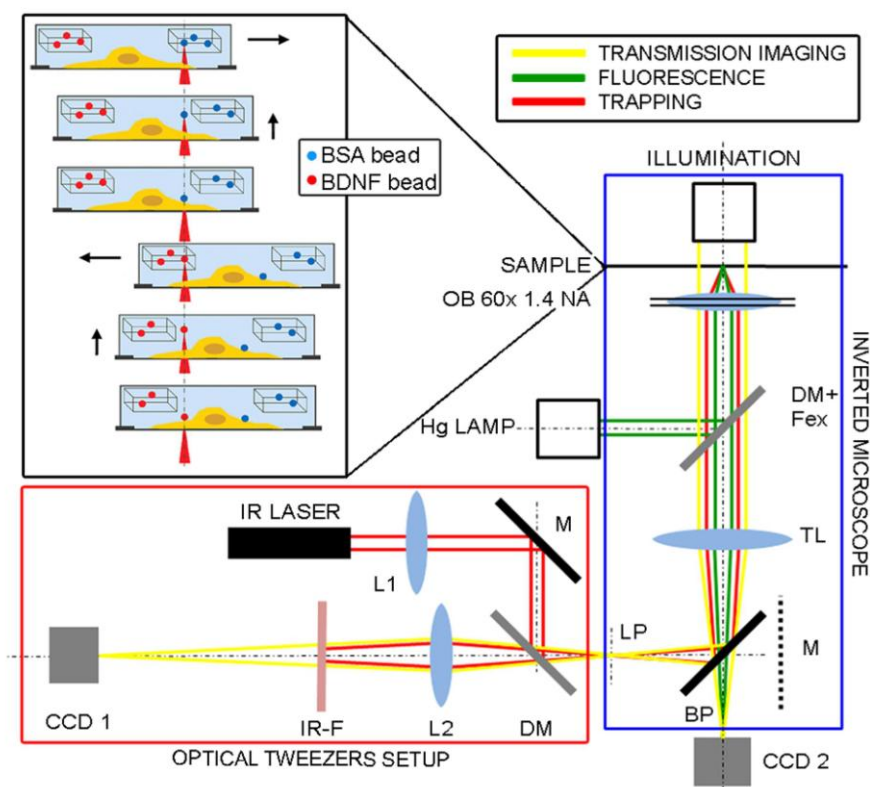 TRANSMISSION IMAGING
FLUORESCENCE
TRAPPING
BSA bead
BDNF bead
ILLUMINATION
SAMPLE
OB 60x 1.4 NA
INVERTED MICROSCOPE
DM+
Fex
Hg LAMP
IR LASER
M
L1
TL
LP
M
CCD 1
IR-F
L2
DM
BP
OPTICAL TWEEZERS SETUP
CCD 2